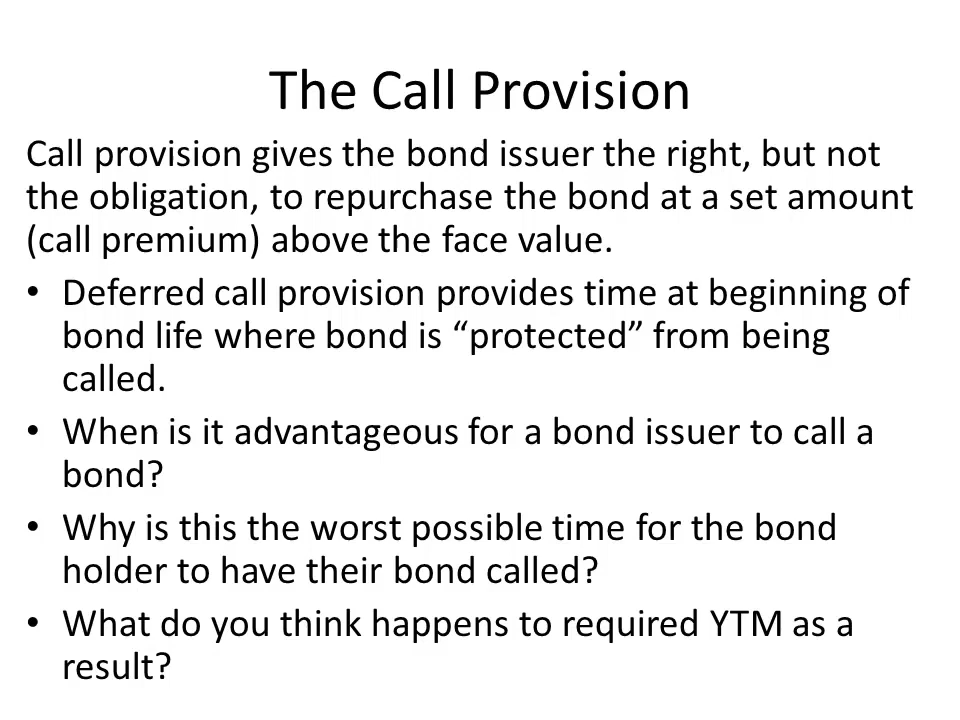 The Call Provision
Call provision gives the bond issuer the right, but not
the obligation, to repurchase the bond at a set amount
(call premium) above the face value.
• Deferred call provision provides time at beginning of
bond life where bond is “protected” from being
called.
• When is it advantageous for a bond issuer to call a
bond?
• Why is this the worst possible time for the bond
holder to have their bond called?
• What do you think happens to required YTM as a
result?